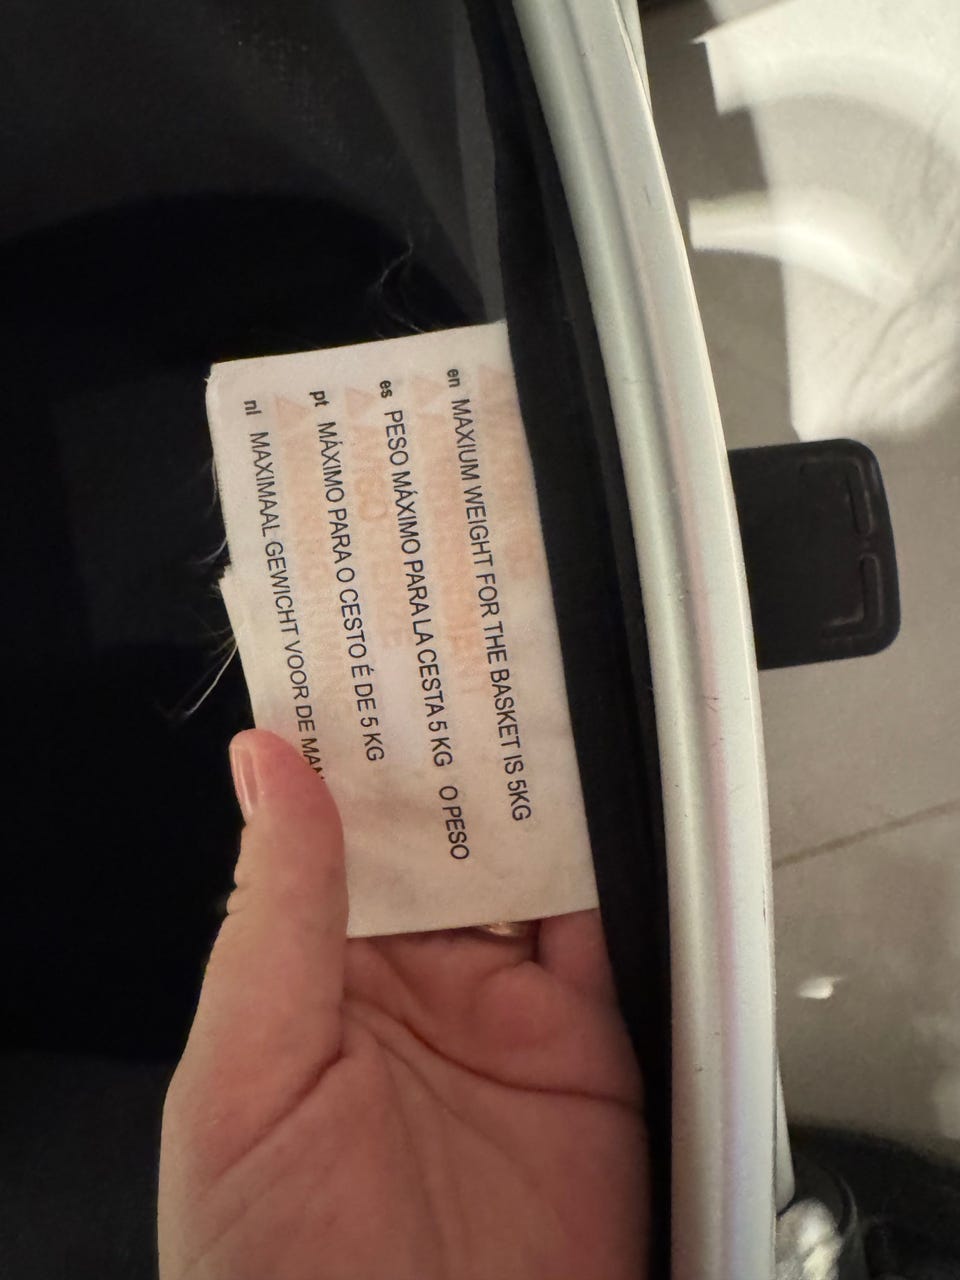 en MAXIUM WEIGHT FOR THE BASKET IS 5KG
es PESO MÁXIMO PARA LA CESTA 5 KG O PESO
pt MÁXIMO PARA O CESTO É DE 5 KG
nl MAXIMAAL GEWICHT VOOR DE